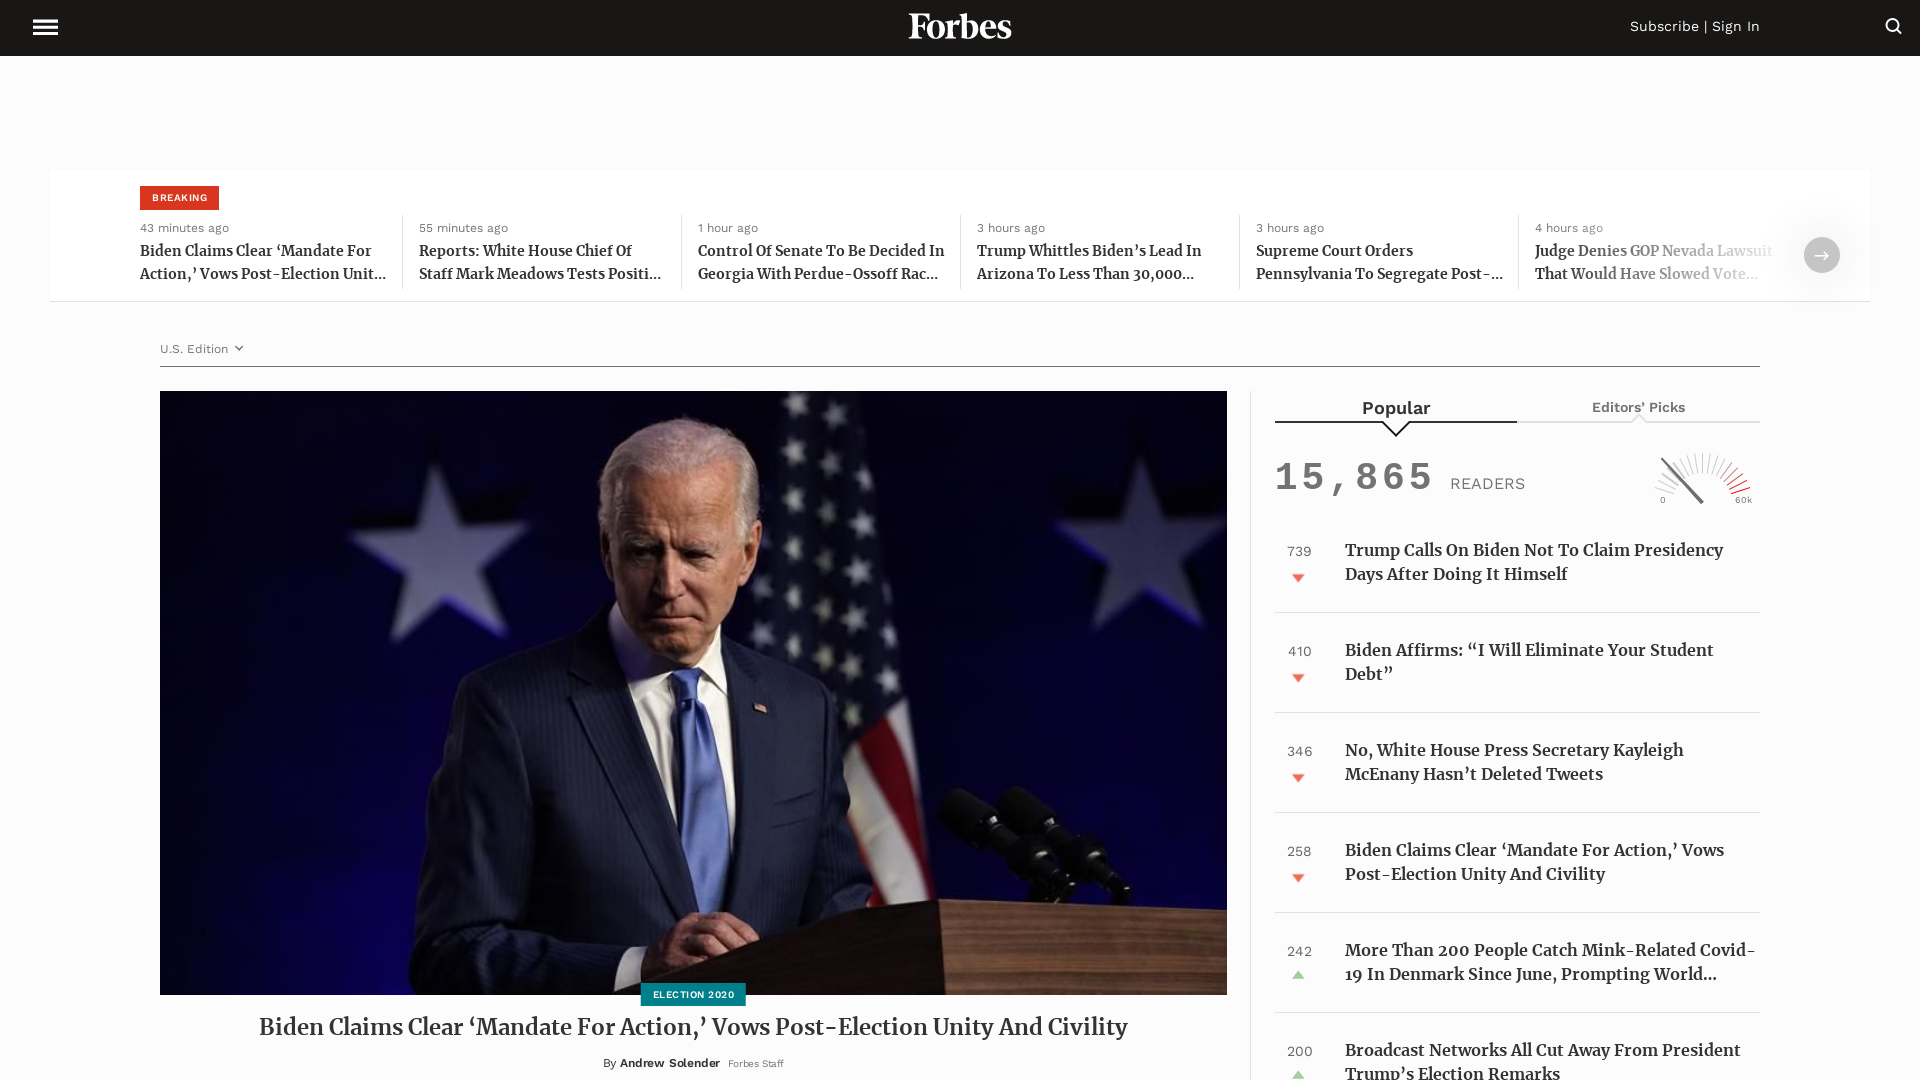 Forbes
Subscribe | Sign In
BREAKING
43 minutes ago
Biden Claims Clear ‘Mandate For
Action,’ Vows Post-Election Unit...
55 minutes ago
Reports: White House Chief Of
Staff Mark Meadows Tests Positi...
1 hour ago
Control Of Senate To Be Decided In
Georgia With Perdue-Ossoff Rac...
3 hours ago
Trump Whittles Biden’s Lead In
Arizona To Less Than 30,000...
3 hours ago
Supreme Court Orders
Pennsylvania To Segregate Post-...
4 hours ago
Judge Denies GOP Nevada Lawsuit
That Would Have Slowed Vote...
U.S. Edition
ELECTION 2020
Biden Claims Clear ‘Mandate For Action,’ Vows Post-Election Unity And Civility
By Andrew Solender Forbes Staff
Popular
Editors’ Picks
15,865 READERS
0 60k
739
Trump Calls On Biden Not To Claim Presidency
Days After Doing It Himself
410
Biden Affirms: “I Will Eliminate Your Student
Debt”
346
No, White House Press Secretary Kayleigh
McEnany Hasn’t Deleted Tweets
258
Biden Claims Clear ‘Mandate For Action,’ Vows
Post-Election Unity And Civility
242
More Than 200 People Catch Mink-Related Covid-
19 In Denmark Since June, Prompting World...
200
Broadcast Networks All Cut Away From President
Trump’s Election Remarks